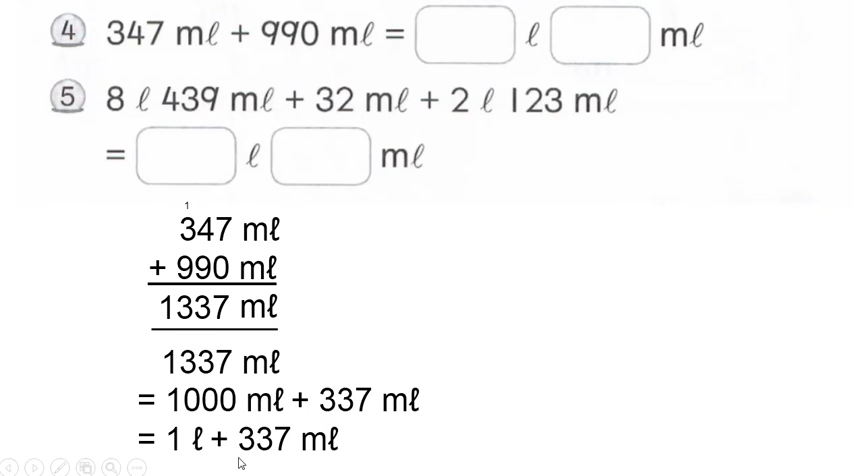 4 347 mℓ + 990 mℓ = ℓ mℓ
5 8 ℓ 439 mℓ + 32 mℓ + 2 ℓ 123 mℓ
= ℓ mℓ
1
347 mℓ
+ 990 mℓ
1337 mℓ
1337 mℓ
= 1000 mℓ + 337 mℓ
= 1 ℓ + 337 mℓ